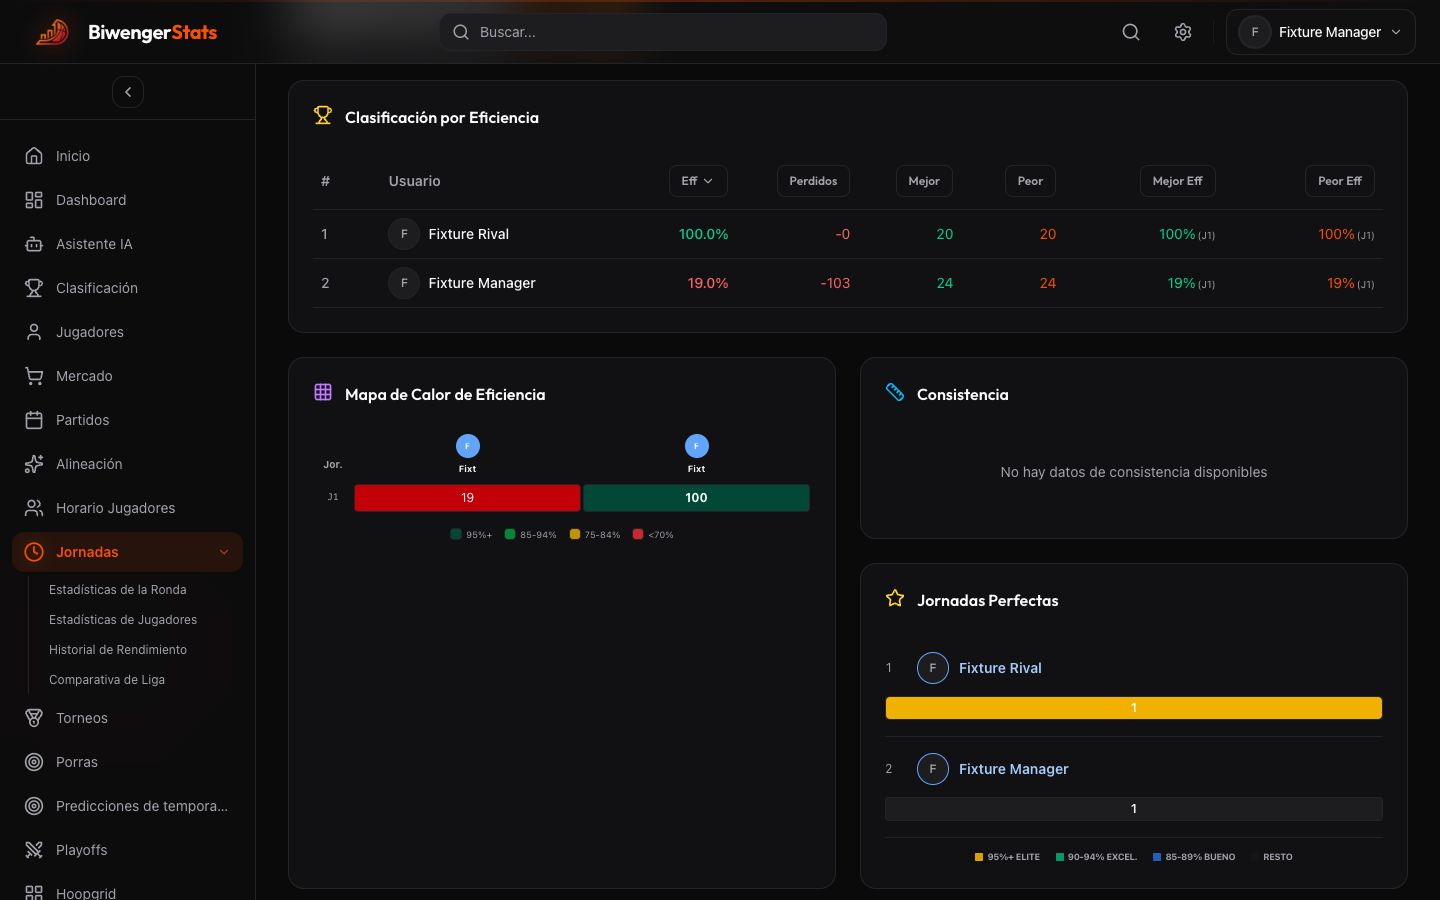 BiwengerStats
Buscar...
F
Fixture Manager
Inicio
Dashboard
Asistente IA
Clasificación
Jugadores
Mercado
Partidos
Alineación
Horario Jugadores
Jornadas
Estadísticas de la Ronda
Estadísticas de Jugadores
Historial de Rendimiento
Comparativa de Liga
Torneos
Porras
Predicciones de tempora...
Playoffs
Hoopgrid
Clasificación por Eficiencia
# Usuario Eff Perdidos Mejor Peor Mejor Eff Peor Eff
1 F Fixture Rival 100.0% -0 20 20 100% (J1) 100% (J1)
2 F Fixture Manager 19.0% -103 24 24 19% (J1) 19% (J1)
Mapa de Calor de Eficiencia
F F
Jor. Fixt Fixt
J1 19 100
95%+ 85-94% 75-84% <70%
Consistencia
No hay datos de consistencia disponibles
Jornadas Perfectas
1 F Fixture Rival
1
2 F Fixture Manager
1
95%+ ELITE 90-94% EXCEL. 85-89% BUENO RESTO